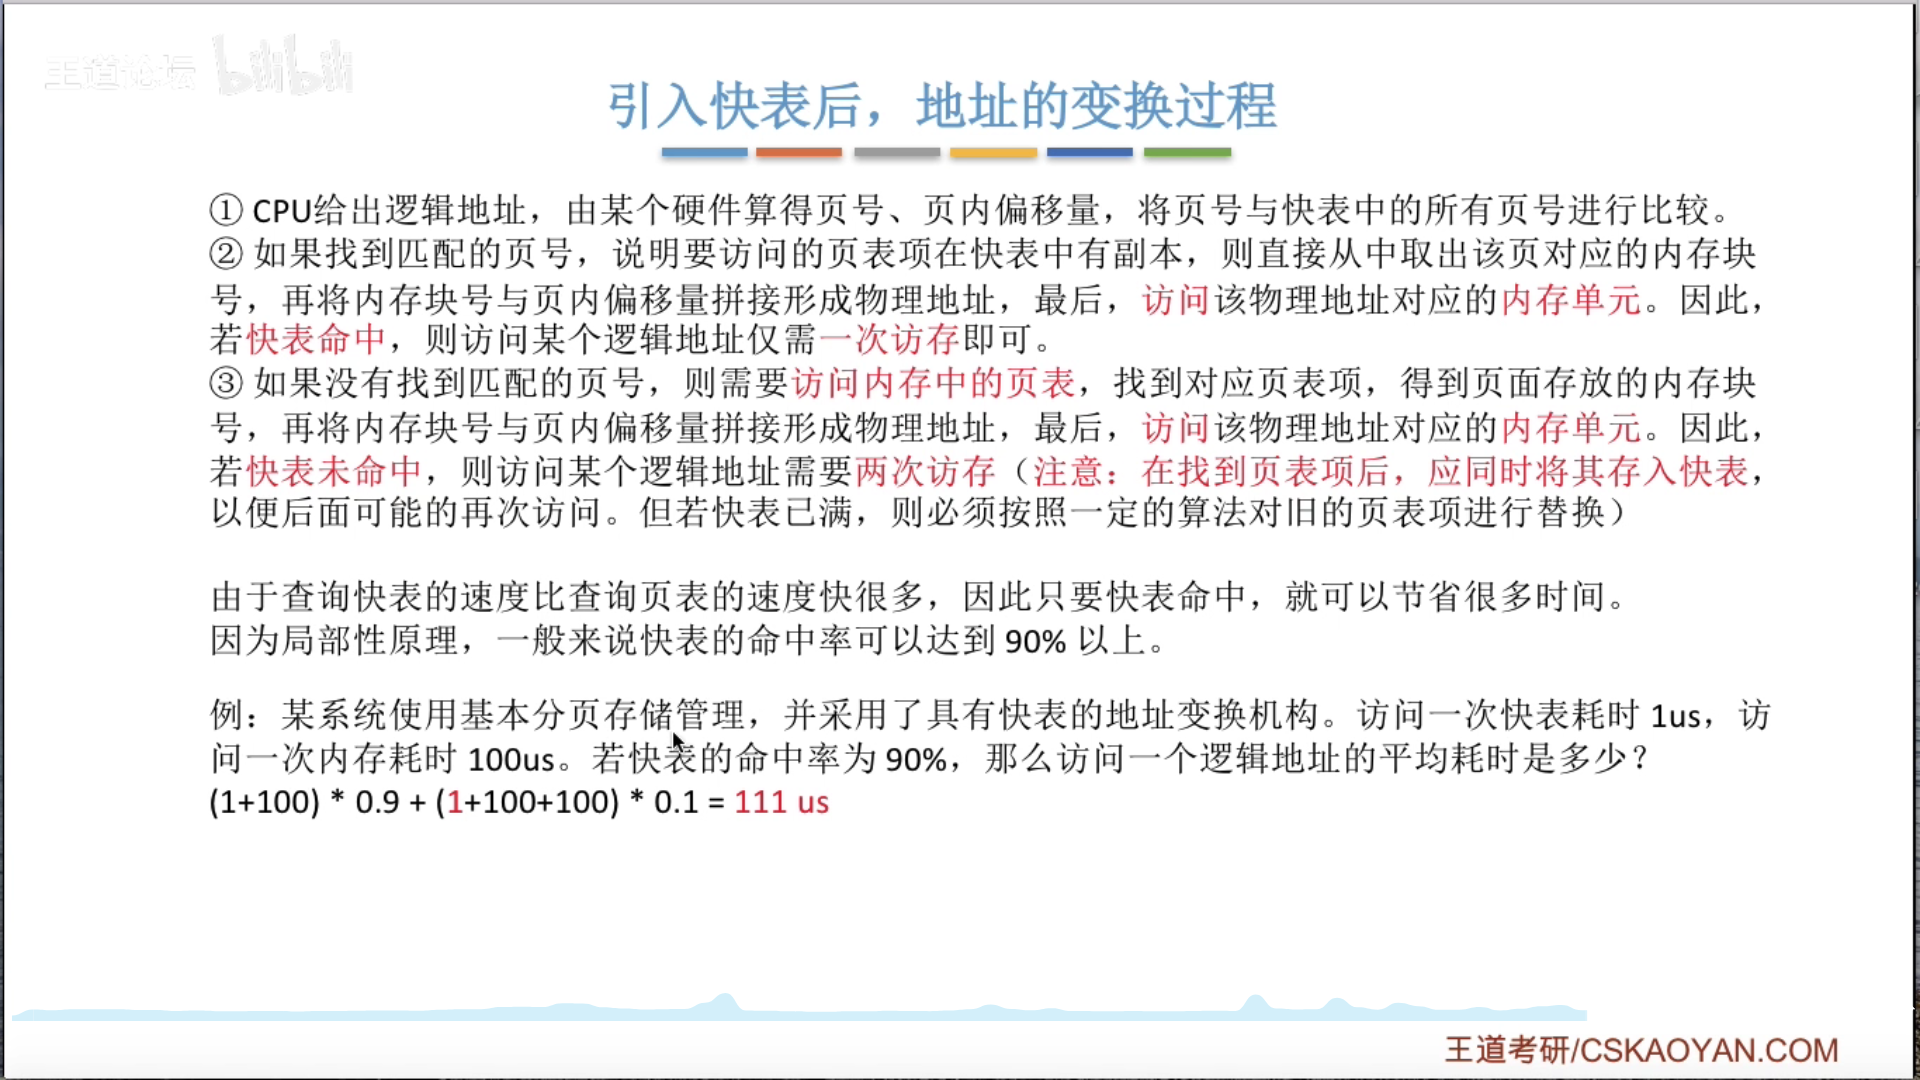 王道论坛 bilibili
引入快表后，地址的变换过程
① CPU给出逻辑地址，由某个硬件算得页号、页内偏移量，将页号与快表中的所有页号进行比较。
② 如果找到匹配的页号，说明要访问的页表项在快表中有副本，则直接从中取出该页对应的内存块
号，再将内存块号与页内偏移量拼接形成物理地址，最后，访问该物理地址对应的内存单元。因此，
若快表命中，则访问某个逻辑地址仅需一次访存即可。
③ 如果没有找到匹配的页号，则需要访问内存中的页表，找到对应页表项，得到页面存放的内存块
号，再将内存块号与页内偏移量拼接形成物理地址，最后，访问该物理地址对应的内存单元。因此，
若快表未命中，则访问某个逻辑地址需要两次访存（注意：在找到页表项后，应同时将其存入快表，
以便后面可能的再次访问。但若快表已满，则必须按照一定的算法对旧的页表项进行替换）
由于查询快表的速度比查询页表的速度快很多，因此只要快表命中，就可以节省很多时间。
因为局部性原理，一般来说快表的命中率可以达到 90% 以上。
例：某系统使用基本分页存储管理，并采用了具有快表的地址变换机构。访问一次快表耗时 1us，访
问一次内存耗时 100us。若快表的命中率为 90%，那么访问一个逻辑地址的平均耗时是多少？
(1+100) * 0.9 + (1+100+100) * 0.1 = 111 us
王道考研/CSKAOYAN.COM